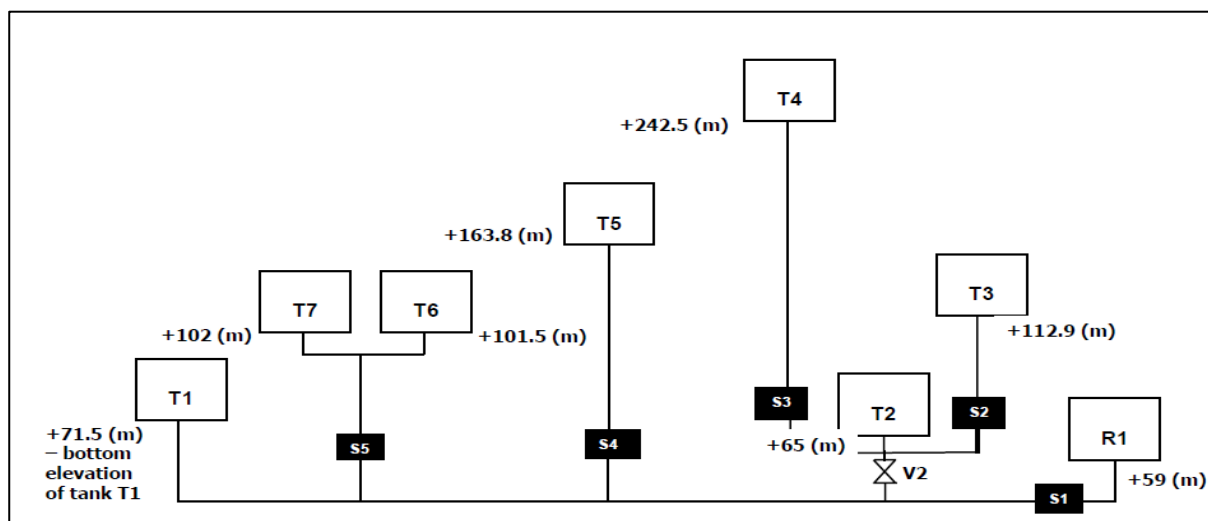 T4
+242.5 (m)
T5
+163.8 (m)
T7
T6
T3
+102 (m)
+101.5 (m)
+112.9 (m)
T1
S3
T2
S2
R1
+71.5 (m)
– bottom
elevation
of tank T1
S5
S4
+65 (m)
V2
+59 (m)
S1